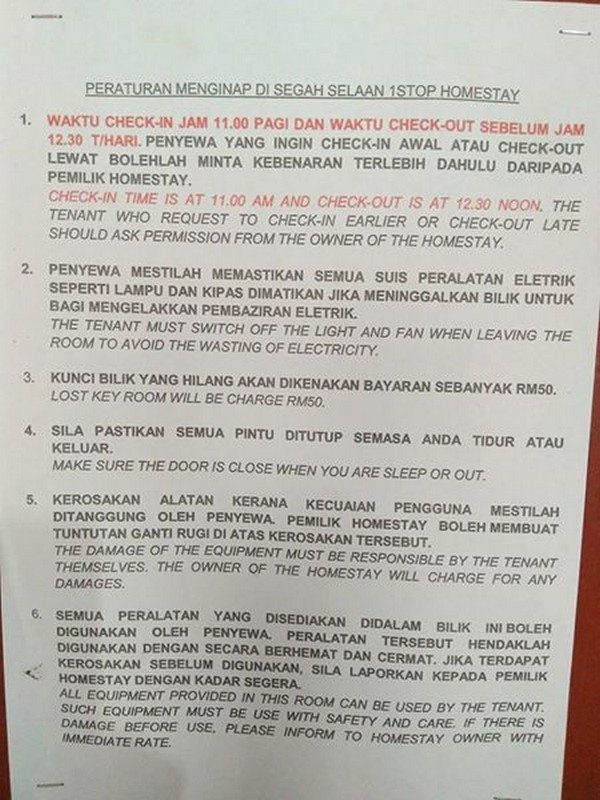 PERATURAN MENGINAP DI SEGAH SELAAN 1STOP HOMESTAY
1. WAKTU CHECK-IN JAM 11.00 PAGI DAN WAKTU CHECK-OUT SEBELUM JAM
12.30 T/HARI. PENYEWA YANG INGIN CHECK-IN AWAL ATAU CHECK-OUT
LEWAT BOLEHLAH MINTA KEBENARAN TERLEBIH DAHULU DARIPADA
PEMILIK HOMESTAY.
CHECK-IN TIME IS AT 11.00 AM AND CHECK-OUT IS AT 12.30 NOON. THE
TENANT WHO REQUEST TO CHECK-IN EARLIER OR CHECK-OUT LATE
SHOULD ASK PERMISSION FROM THE OWNER OF THE HOMESTAY.
2. PENYEWA MESTILAH MEMASTIKAN SEMUA SUIS PERALATAN ELETRIK
SEPERTI LAMPU DAN KIPAS DIMATIKAN JIKA MENINGGALKAN BILIK UNTUK
BAGI MENGELAKKAN PEMBAZIRAN ELETRIK.
THE TENANT MUST SWITCH OFF THE LIGHT AND FAN WHEN LEAVING THE
ROOM TO AVOID THE WASTING OF ELECTRICITY.
3. KUNCI BILIK YANG HILANG AKAN DIKENAKAN BAYARAN SEBANYAK RM50.
LOST KEY ROOM WILL BE CHARGE RM50.
4. SILA PASTIKAN SEMUA PINTU DITUTUP SEMASA ANDA TIDUR ATAU
KELUAR.
MAKE SURE THE DOOR IS CLOSE WHEN YOU ARE SLEEP OR OUT.
5. KEROSAKAN ALATAN KERANA KECUAIAN PENGGUNA MESTILAH
DITANGGUNG OLEH PENYEWA. PEMILIK HOMESTAY BOLEH MEMBUAT
TUNTUTAN GANTI RUGI DI ATAS KEROSAKAN TERSEBUT.
THE DAMAGE OF THE EQUIPMENT MUST BE RESPONSIBLE BY THE TENANT
THEMSELVES. THE OWNER OF THE HOMESTAY WILL CHARGE FOR ANY
DAMAGES.
6. SEMUA PERALATAN YANG DISEDIAKAN DIDALAM BILIK INI BOLEH
DIGUNAKAN OLEH PENYEWA. PERALATAN TERSEBUT HENDAKLAH
DIGUNAKAN DENGAN SECARA BERHEMAT DAN CERMAT. JIKA TERDAPAT
KEROSAKAN SEBELUM DIGUNAKAN, SILA LAPORKAN KEPADA PEMILIK
HOMESTAY DENGAN KADAR SEGERA.
ALL EQUIPMENT PROVIDED IN THIS ROOM CAN BE USED BY THE TENANT.
SUCH EQUIPMENT MUST BE USE WITH SAFETY AND CARE. IF THERE IS
DAMAGE BEFORE USE, PLEASE INFORM TO HOMESTAY OWNER WITH
IMMEDIATE RATE.